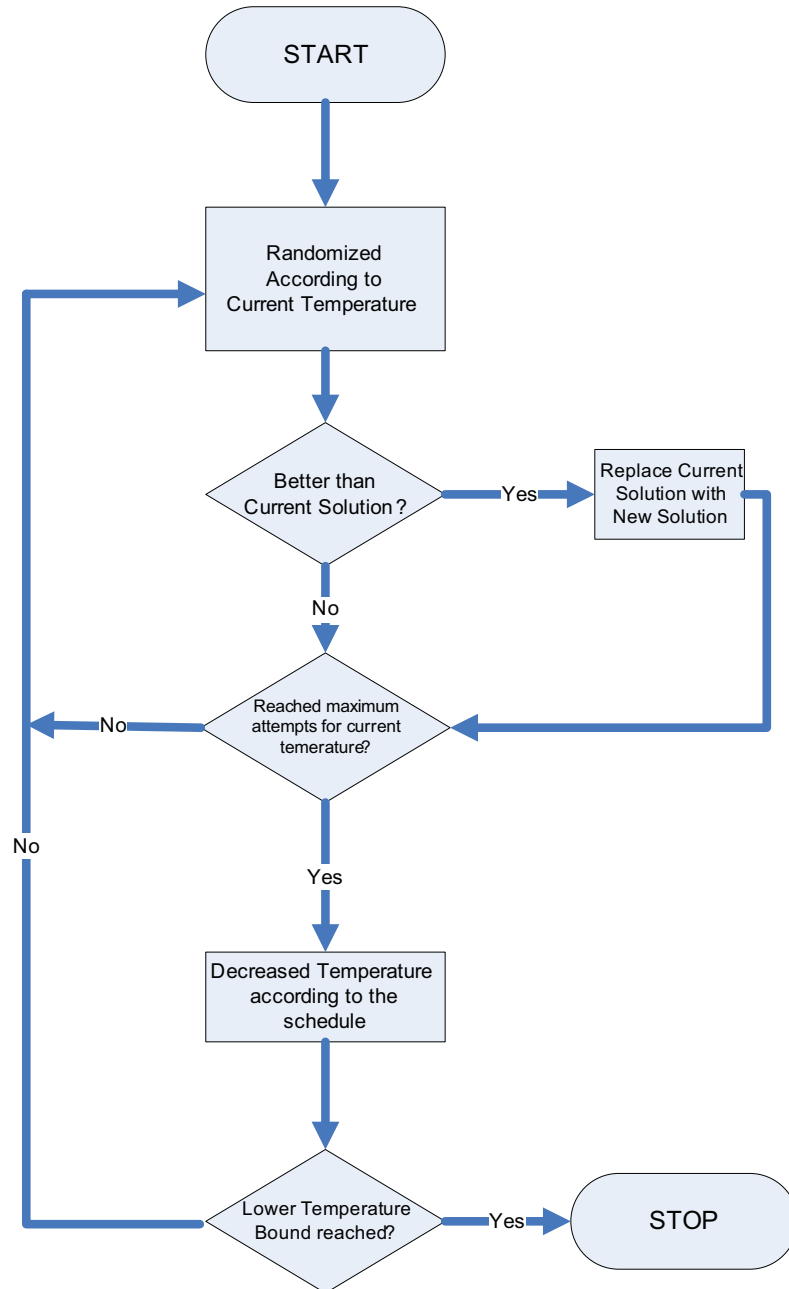 START
Randomized
According to
Current Temperature
Better than
Current Solution?
Yes
Replace Current
Solution with
New Solution
No
Reached maximum
attempts for current
temerature?
No
No
Yes
Decreased Temperature
according to the
schedule
Lower Temperature
Bound reached?
Yes
STOP